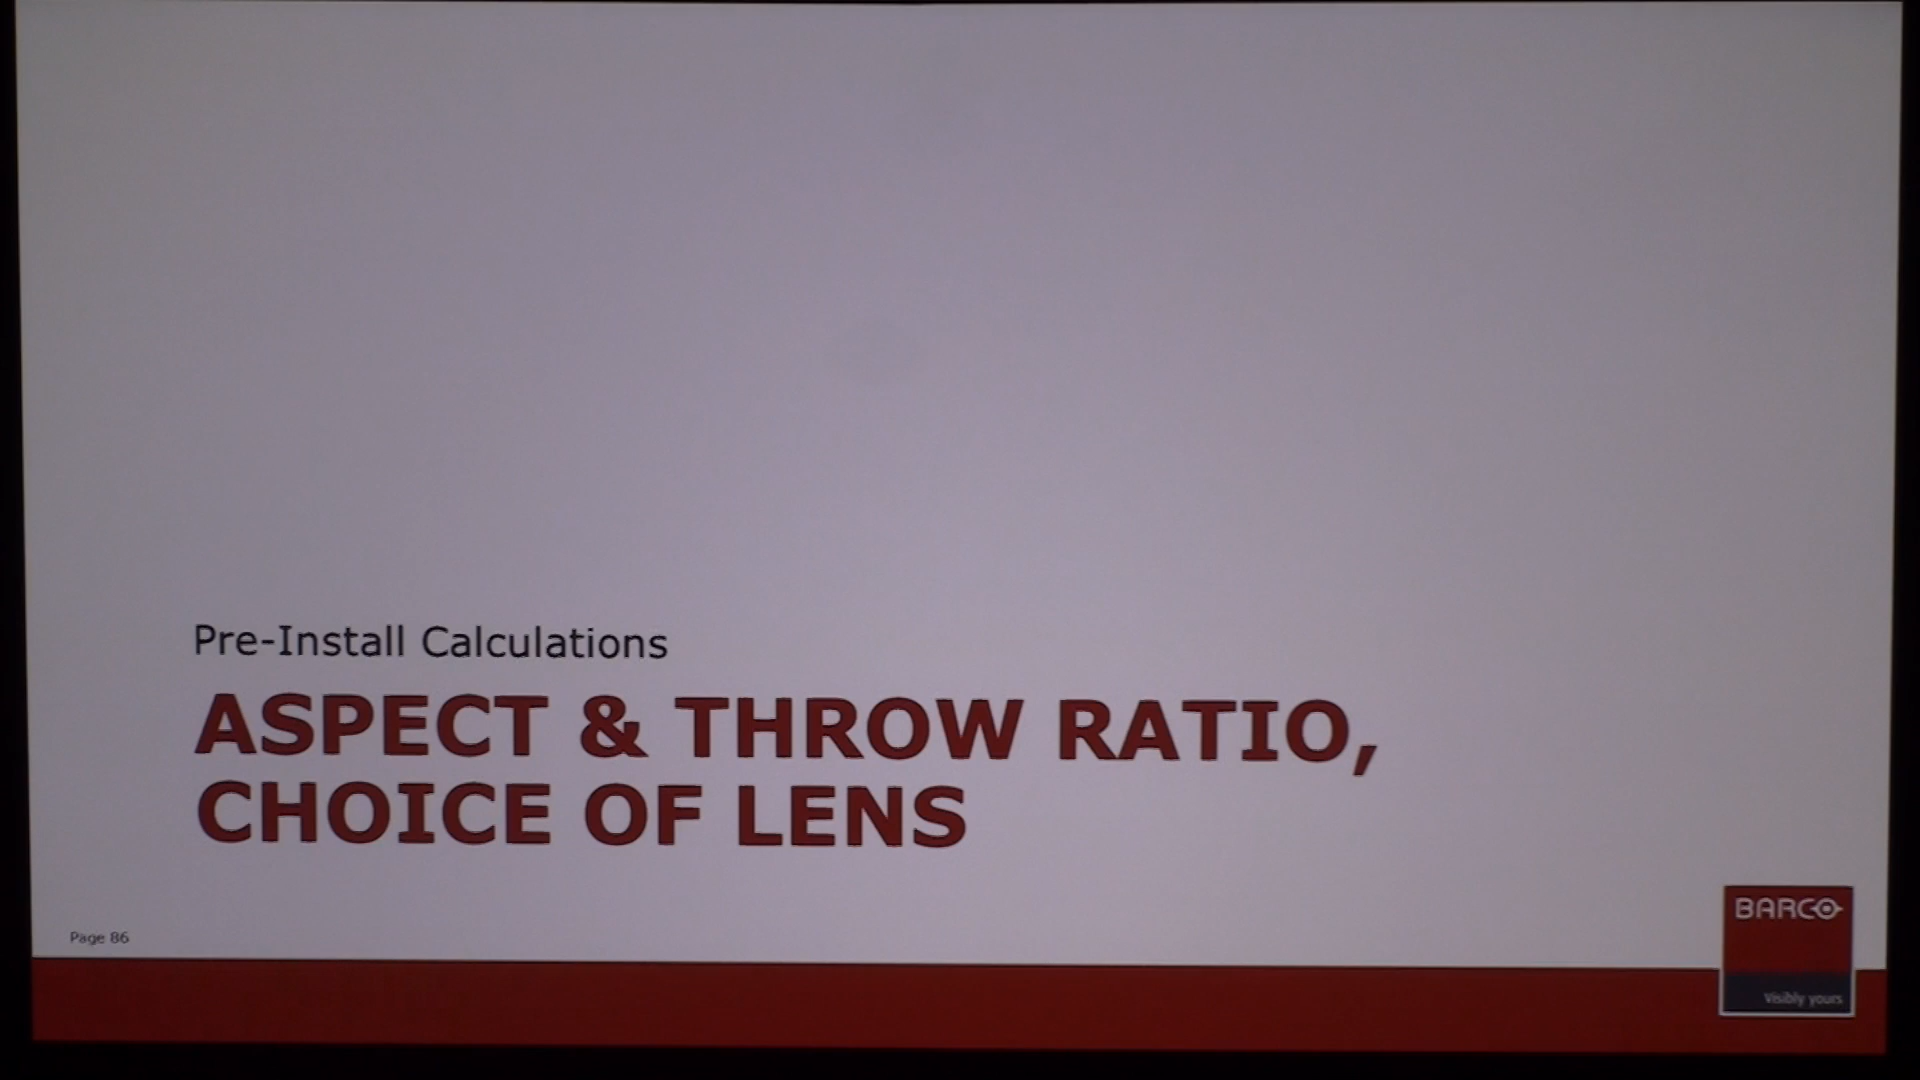 Pre-Install Calculations
ASPECT & THROW RATIO,
CHOICE OF LENS
Page 86
BARCO
Visibly yours